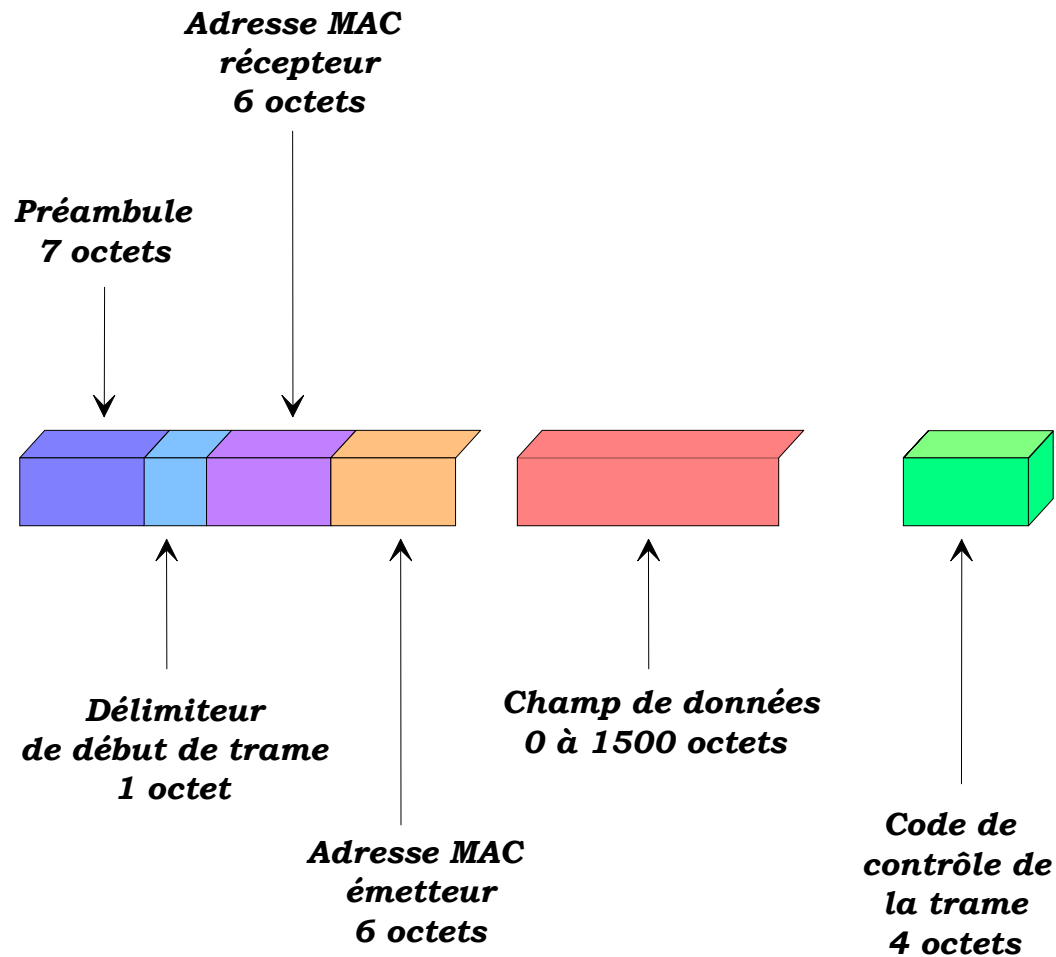 Adresse MAC
récepteur
6 octets
Préambule
7 octets
Délimiteur
de début de trame
1 octet
Adresse MAC
émetteur
6 octets
Champ de données
0 à 1500 octets
Code de
contrôle de
la trame
4 octets